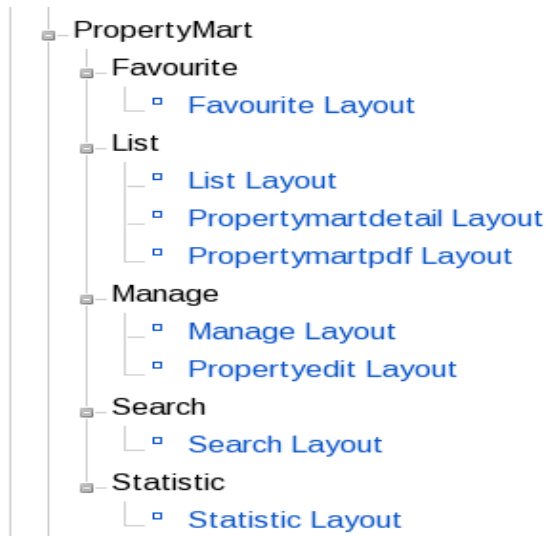 PropertyMart
Favourite
Favourite Layout
List
List Layout
Propertymartdetail Layout
Propertymartpdf Layout
Manage
Manage Layout
Propertyedit Layout
Search
Search Layout
Statistic
Statistic Layout